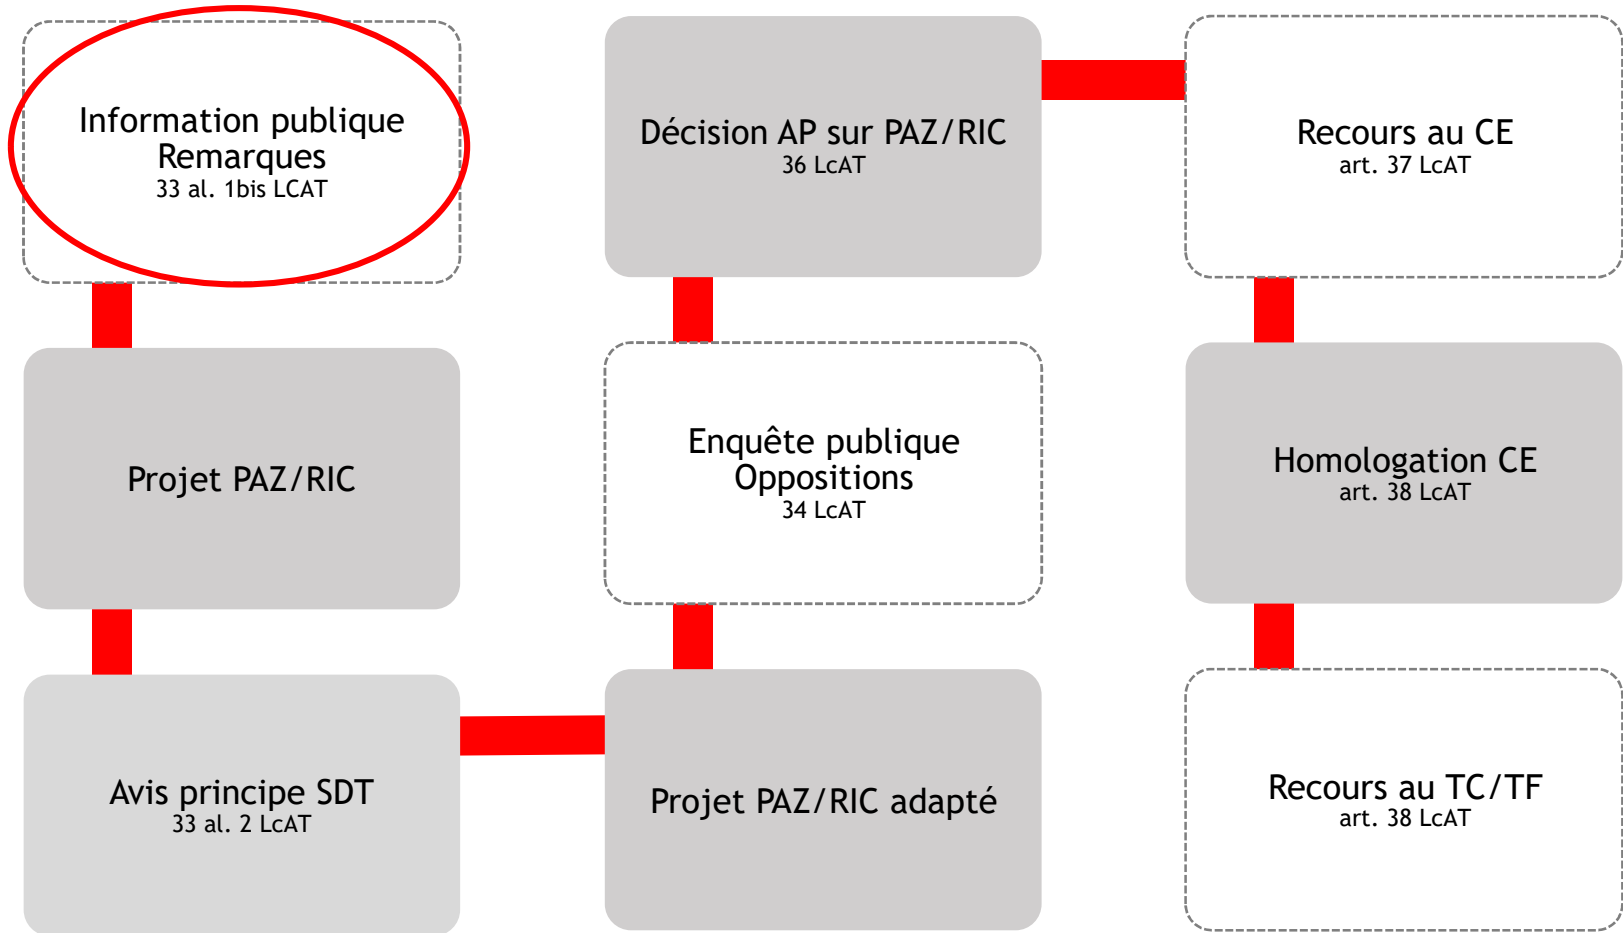 Information publique
Remarques
33 al. 1bis LCAT
Projet PAZ/RIC
Avis principe SDT
33 al. 2 LcAT
Projet PAZ/RIC adapté
Enquête publique
Oppositions
34 LcAT
Décision AP sur PAZ/RIC
36 LcAT
Recours au CE
art. 37 LcAT
Homologation CE
art. 38 LcAT
Recours au TC/TF
art. 38 LcAT